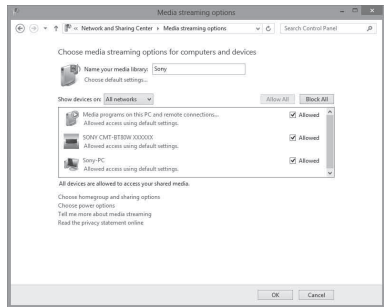 Media streaming options
« Network and Sharing Center ▸ Media streaming options
Search Control Panel
Choose media streaming options for computers and devices
Name your media library: Sony
Choose default settings...
Show devices on: All networks
Allow All
Block All
Media programs on this PC and remote connections...
Allowed access using default settings.
Allowed
SONY CMT-BT80W XXXXXX
Allowed access using default settings.
Allowed
Sony-PC
Allowed access using default settings.
Allowed
All devices are allowed to access your shared media.
Choose homegroup and sharing options
Choose power options
Tell me more about media streaming
Read the privacy statement online
OK
Cancel